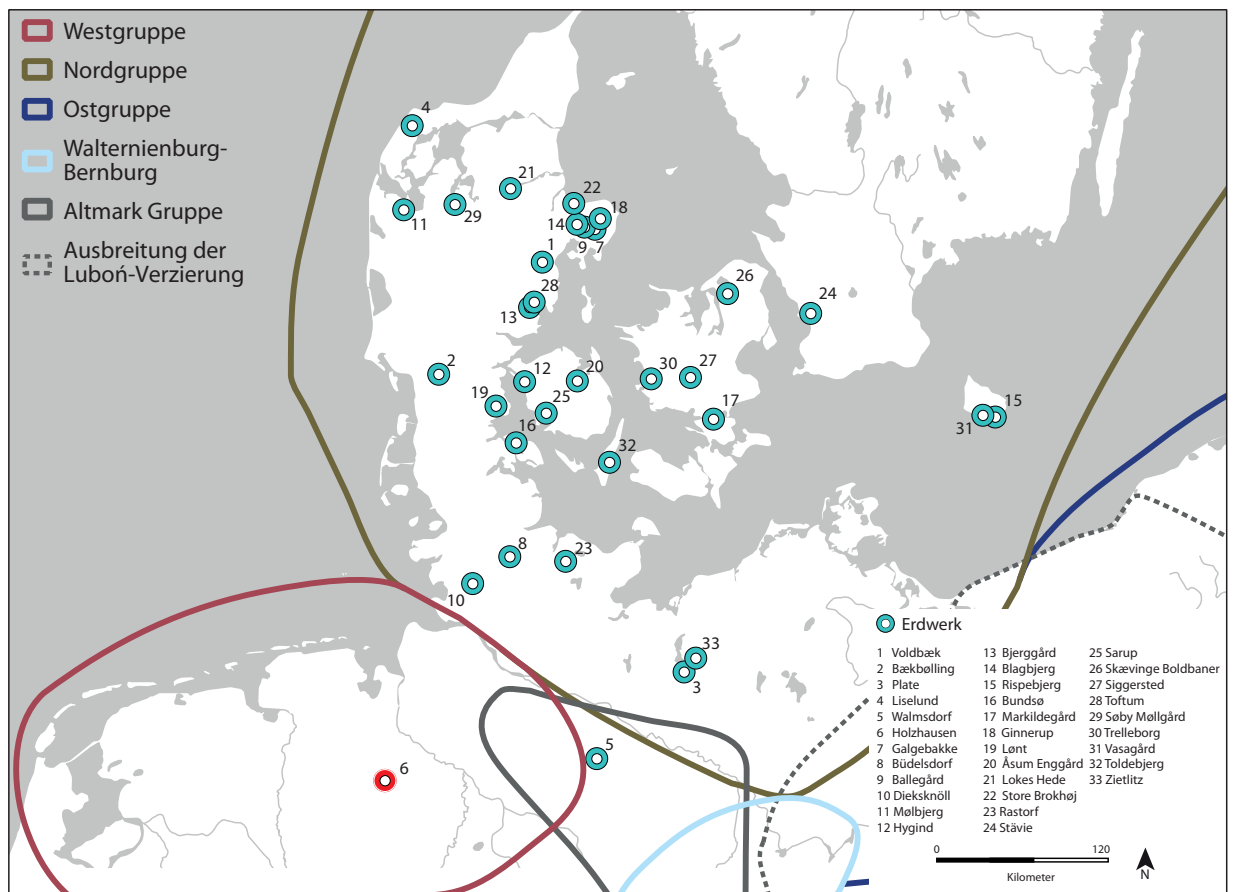 Westgruppe
Nordgruppe
Ostgruppe
Walternienburg-
Bernburg
Altmark Gruppe
Ausbreitung der
Luboń-Verzierung
4
21
22
18
11
29
14
9
7
1
28
13
26
24
2
12
20
30
27
19
25
17
15
31
16
32
8
23
10
33
3
5
6
Erdwerk
1 Voldbæk
2 Bækbølling
3 Plate
4 Liselund
5 Walmsdorf
6 Holzhausen
7 Galgebakke
8 Büdelsdorf
9 Ballegård
10 Dieksknöll
11 Mølbjerg
12 Hygind
13 Bjerggård
14 Blagbjerg
15 Rispebjerg
16 Bundsø
17 Markildegård
18 Ginnerup
19 Lønt
20 Åsum Enggård
21 Lokes Hede
22 Store Brokhøj
23 Rastorf
24 Stävie
25 Sarup
26 Skævinge Boldbaner
27 Siggersted
28 Toftum
29 Søby Møllgård
30 Trelleborg
31 Vasagård
32 Toldebjerg
33 Zietlitz
0 120
Kilometer
N